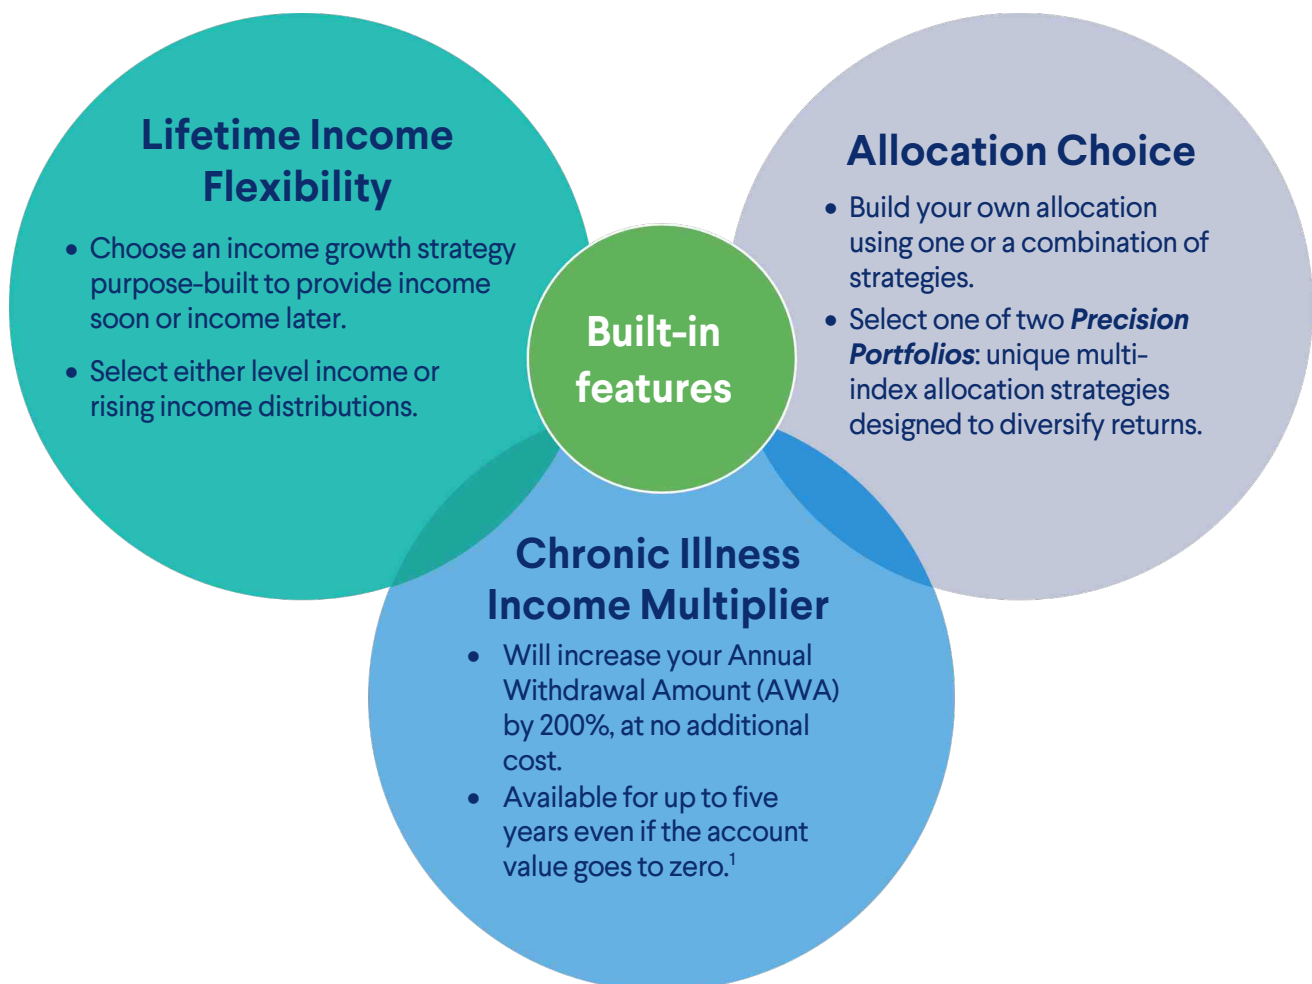 Lifetime Income
Flexibility
• Choose an income growth strategy
purpose-built to provide income
soon or income later.
• Select either level income or
rising income distributions.
Built-in
features
Allocation Choice
• Build your own allocation
using one or a combination of
strategies.
• Select one of two Precision
Portfolios: unique multi-
index allocation strategies
designed to diversify returns.
Chronic Illness
Income Multiplier
• Will increase your Annual
Withdrawal Amount (AWA)
by 200%, at no additional
cost.
• Available for up to five
years even if the account
value goes to zero.¹